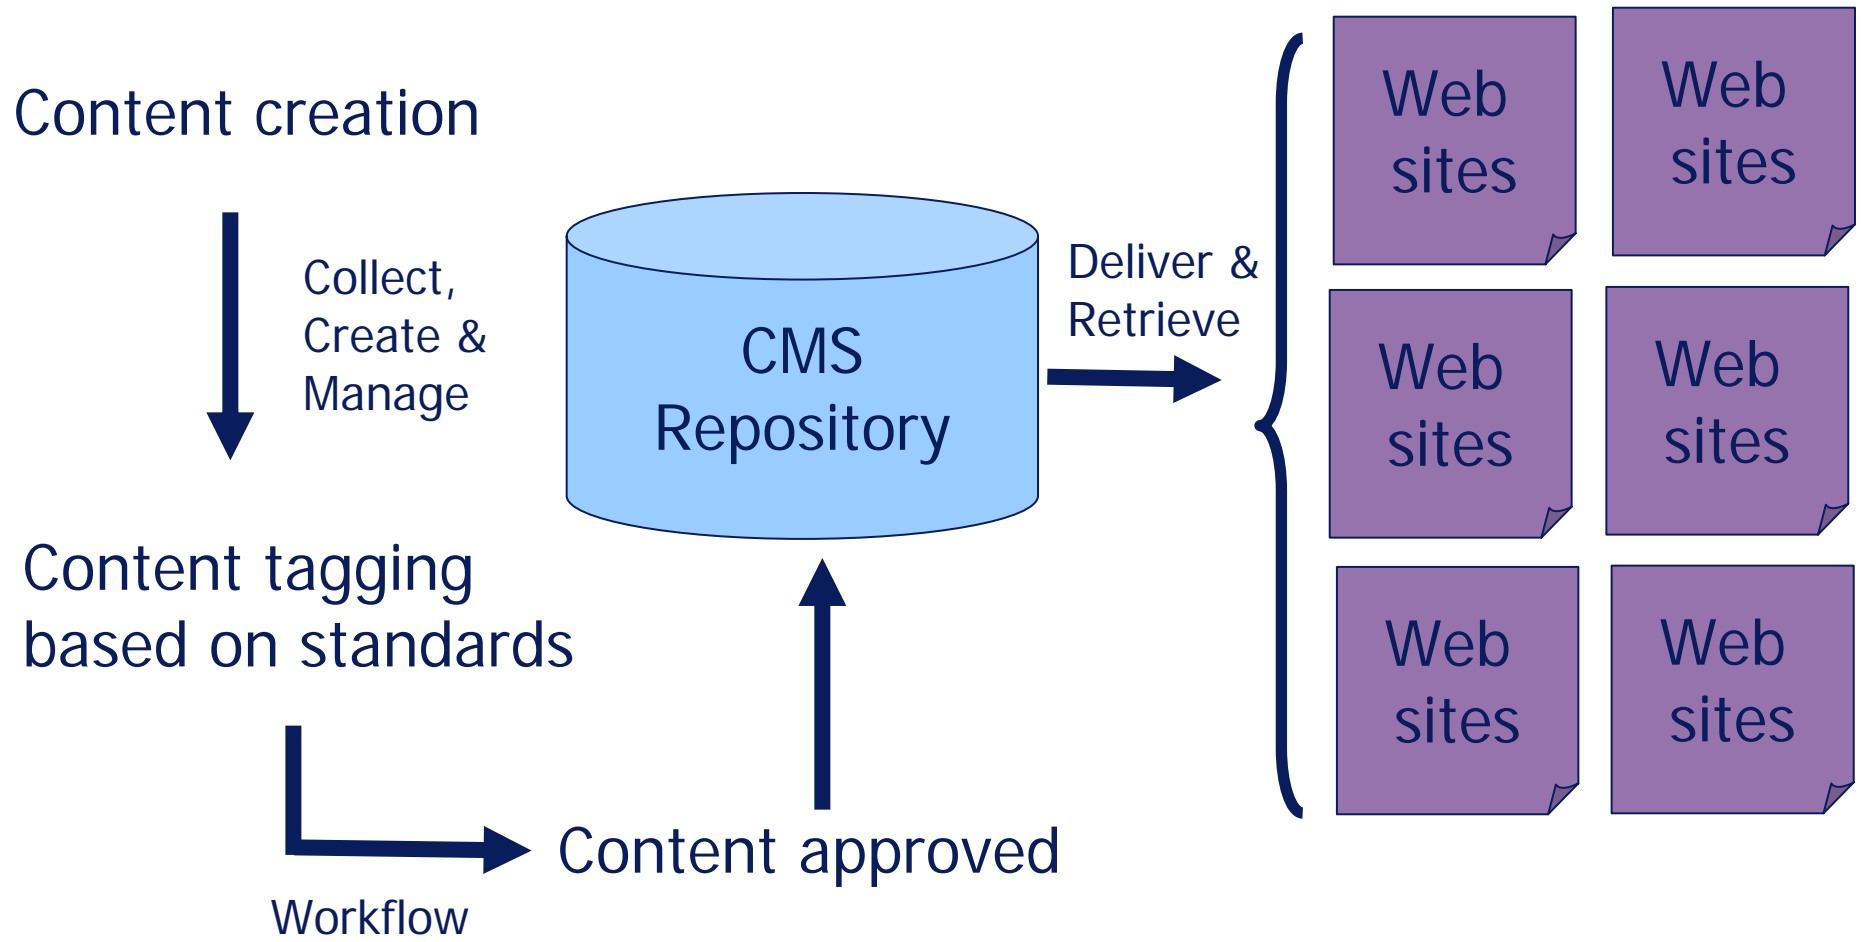 Content creation
Collect,
Create &
Manage
Content tagging
based on standards
Workflow
Content approved
CMS
Repository
Deliver &
Retrieve
Web
sites
Web
sites
Web
sites
Web
sites
Web
sites
Web
sites